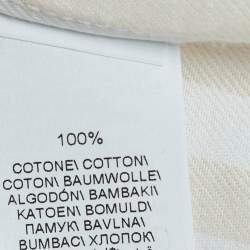 100%
COTONE\ COTTON\
COTON\ BAUMWOLLE\
ALGODÓN\ BAMBAKI\
KATOEN\ BOMULD\
ПАМУК\ BAVLNA\
BUMBAC\ ХЛОПОК\